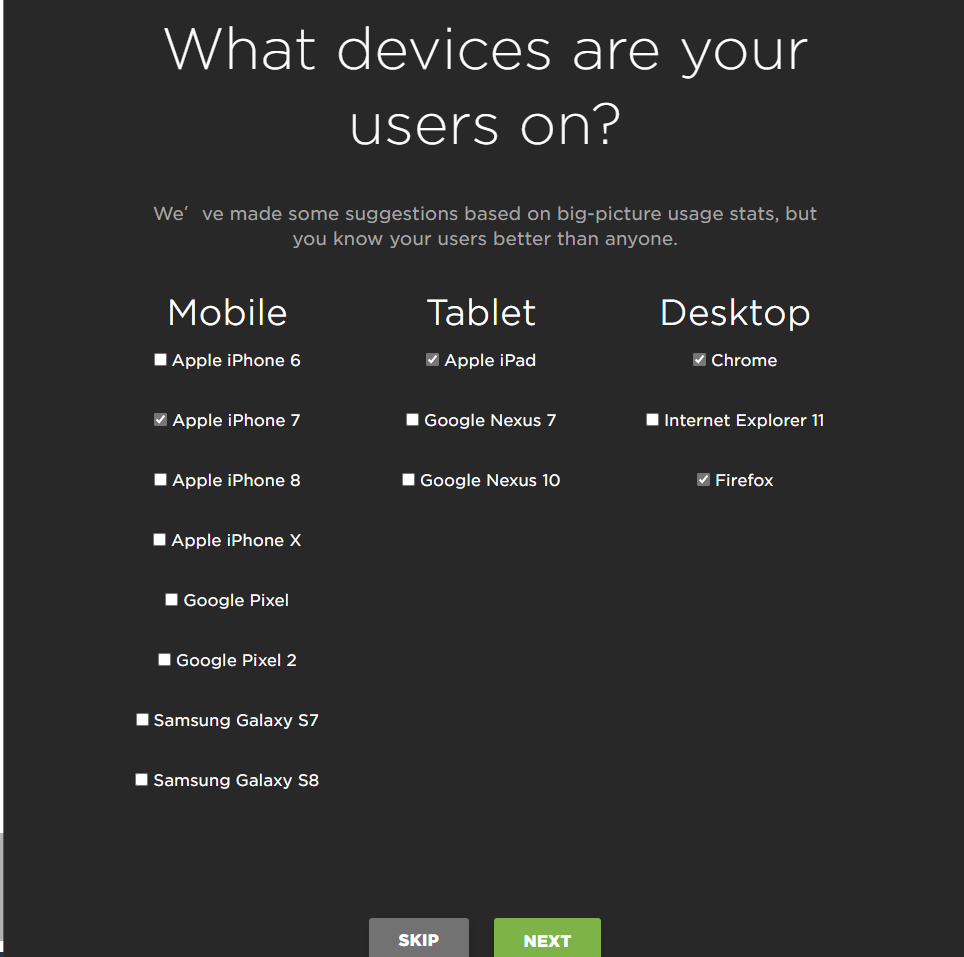 What devices are your
users on?
We’ ve made some suggestions based on big-picture usage stats, but
you know your users better than anyone.
Mobile
Apple iPhone 6
Apple iPhone 7
Apple iPhone 8
Apple iPhone X
Google Pixel
Google Pixel 2
Samsung Galaxy S7
Samsung Galaxy S8
Tablet
Apple iPad
Google Nexus 7
Google Nexus 10
Desktop
Chrome
Internet Explorer 11
Firefox
SKIP
NEXT